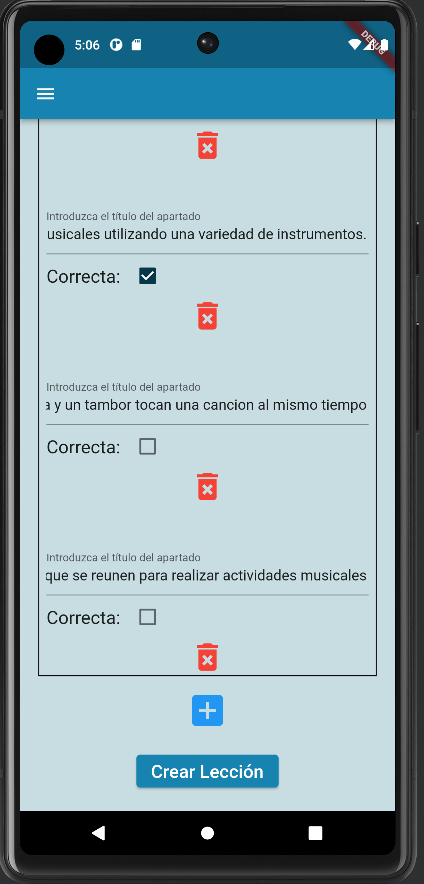 5:06
DEBUG
Introduzca el título del apartado
usicales utilizando una variedad de instrumentos.
Correcta:
Introduzca el título del apartado
a y un tambor tocan una cancion al mismo tiempo
Correcta:
Introduzca el título del apartado
que se reunen para realizar actividades musicales
Correcta:
Crear Lección